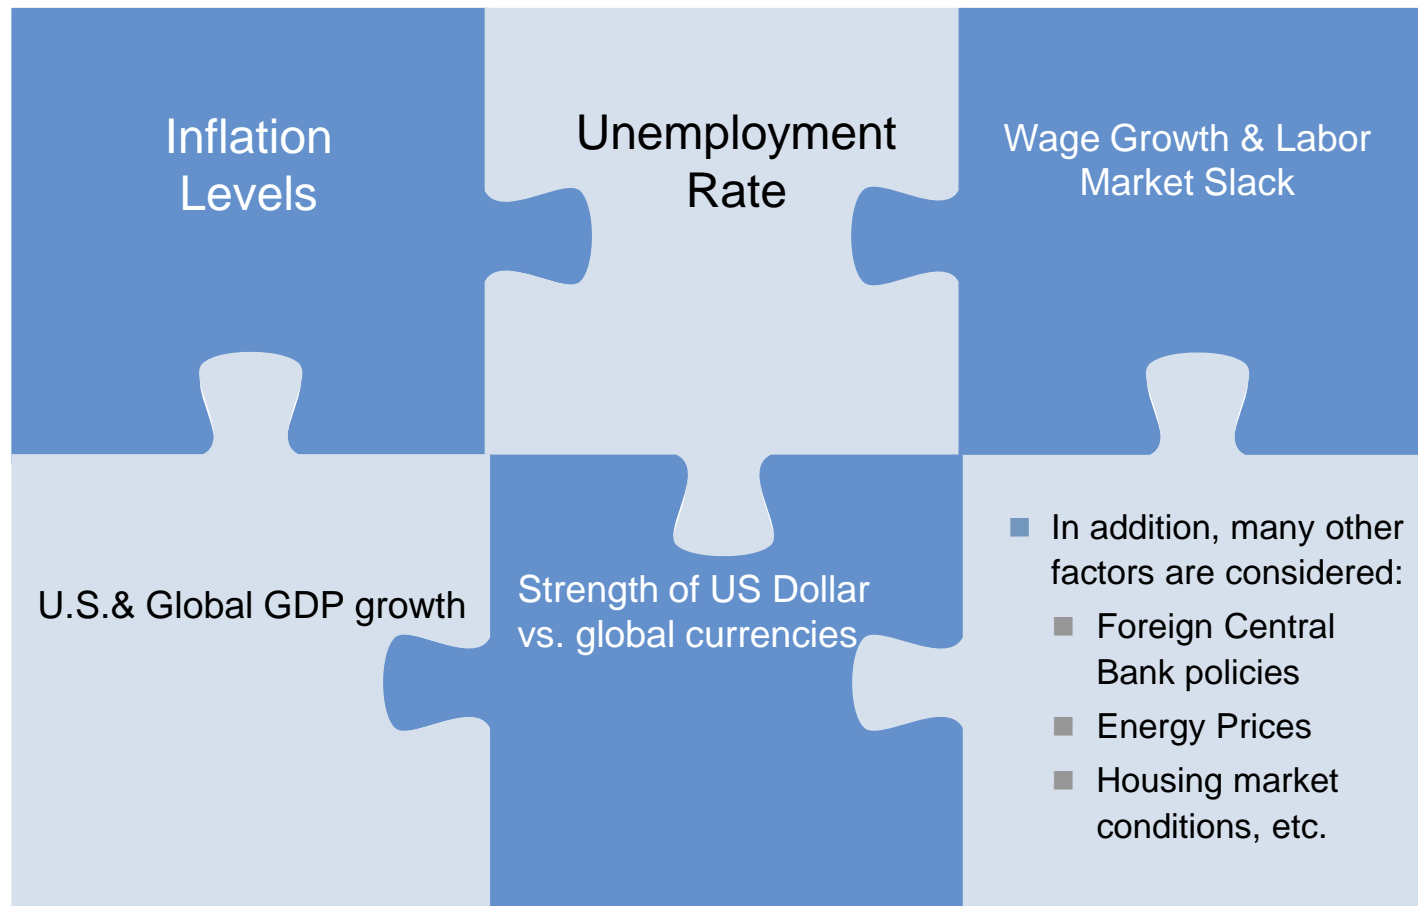 Inflation
Levels
Unemployment
Rate
Wage Growth & Labor
Market Slack
U.S.& Global GDP growth
Strength of US Dollar
vs. global currencies
In addition, many other
factors are considered:
Foreign Central
Bank policies
Energy Prices
Housing market
conditions, etc.